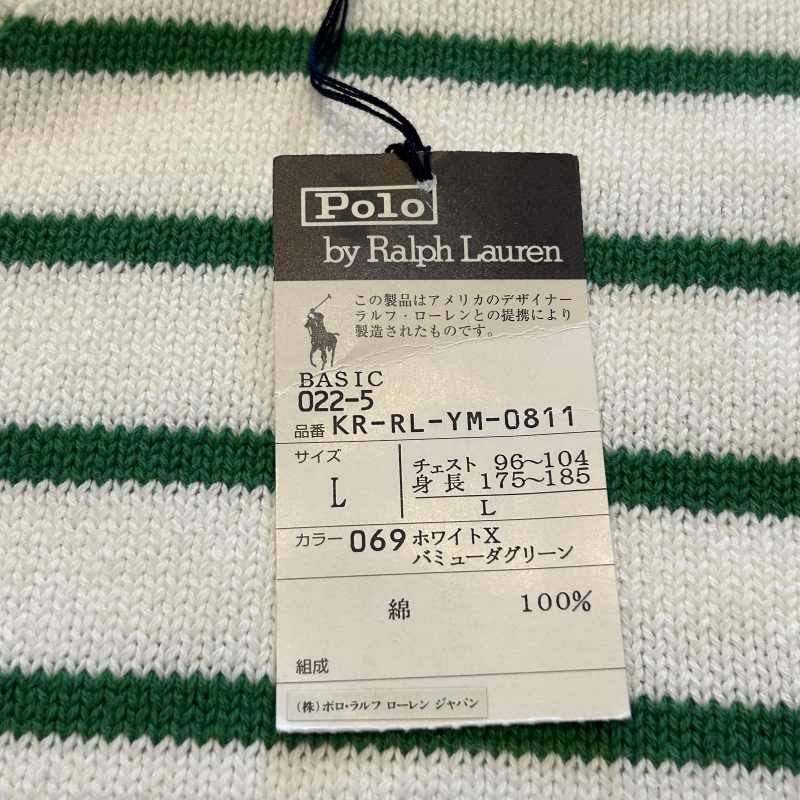 Polo
by Ralph Lauren
この製品はアメリカのデザイナー
ラルフ・ローレンとの提携により
製造されたものです。
BASIC
022-5
品番 KR-RL-YM-0811
サイズ
L
チェスト 96～104
身長 175～185
L
カラー 069 ホワイトX
バミューダグリーン
綿 100%
組成
(株)ポロ・ラルフ ローレン ジャパン